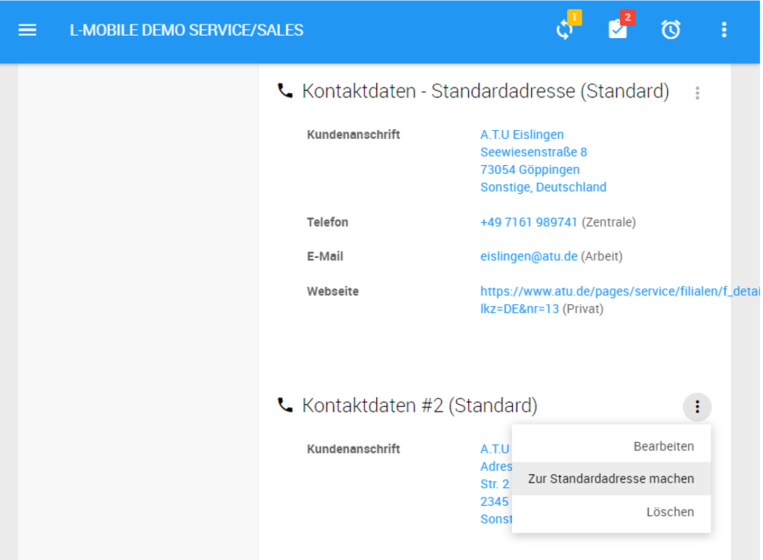 L-MOBILE DEMO SERVICE/SALES
1
2
Kontaktdaten - Standardadresse (Standard)
Kundenanschrift
A.T.U Eislingen
Seewiesenstraße 8
73054 Göppingen
Sonstige, Deutschland
Telefon
+49 7161 989741 (Zentrale)
E-Mail
eislingen@atu.de (Arbeit)
Webseite
https://www.atu.de/pages/service/filialen/f_detai
lkz=DE&nr=13 (Privat)
Kontaktdaten #2 (Standard)
Kundenanschrift
A.T.U
Adres
Str. 2
2345
Sonst
Bearbeiten
Zur Standardadresse machen
Löschen